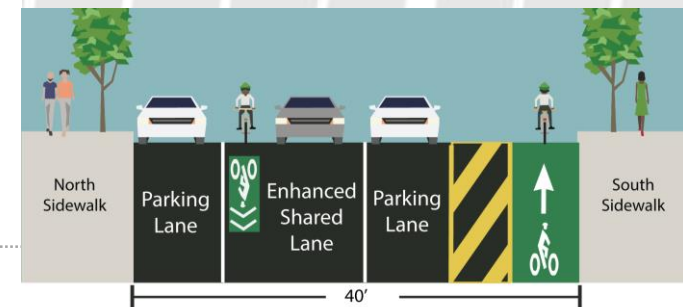 North
Sidewalk
Parking
Lane
Enhanced
Shared
Lane
Parking
Lane
South
Sidewalk
40'